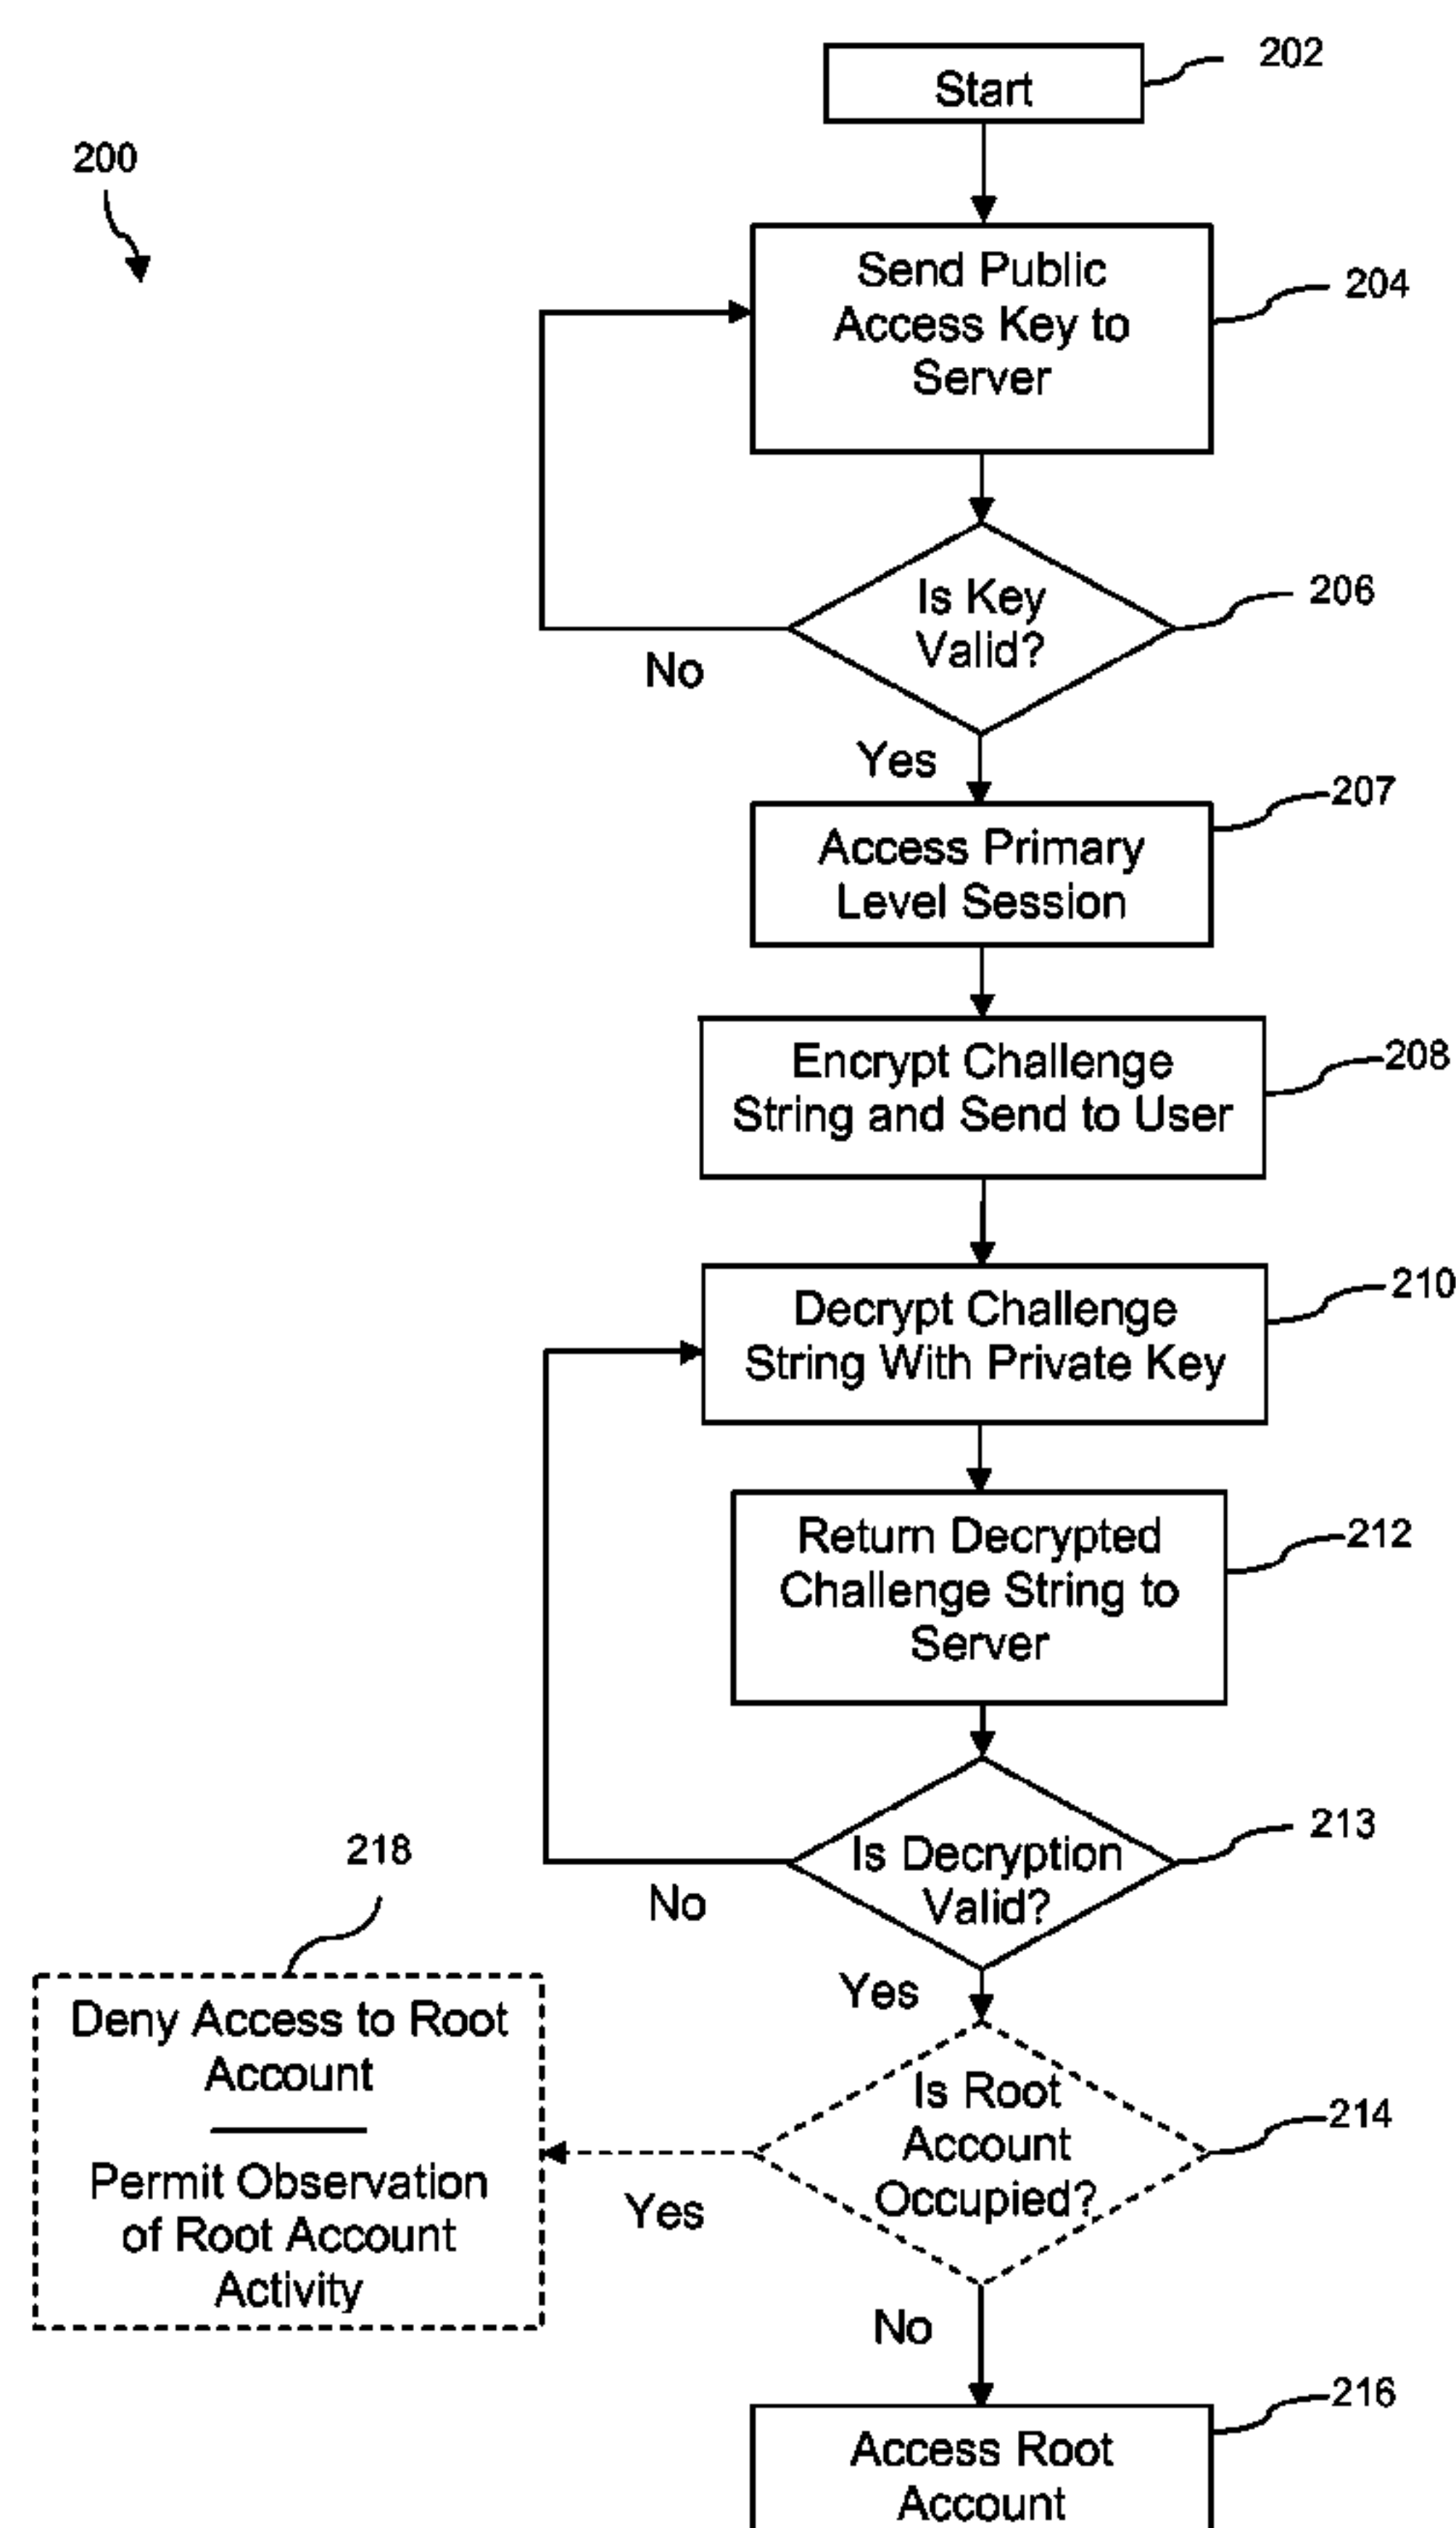 202
Start
200
Send Public
Access Key to
Server
204
Is Key
Valid?
206
No
Yes
207
Access Primary
Level Session
Encrypt Challenge
String and Send to User
208
Decrypt Challenge
String With Private Key
210
Return Decrypted
Challenge String to
Server
212
Is Decryption
Valid?
213
No
Yes
218
Deny Access to Root
Account
Permit Observation
of Root Account
Activity
Is Root
Account
Occupied?
214
Yes
No
216
Access Root
Account